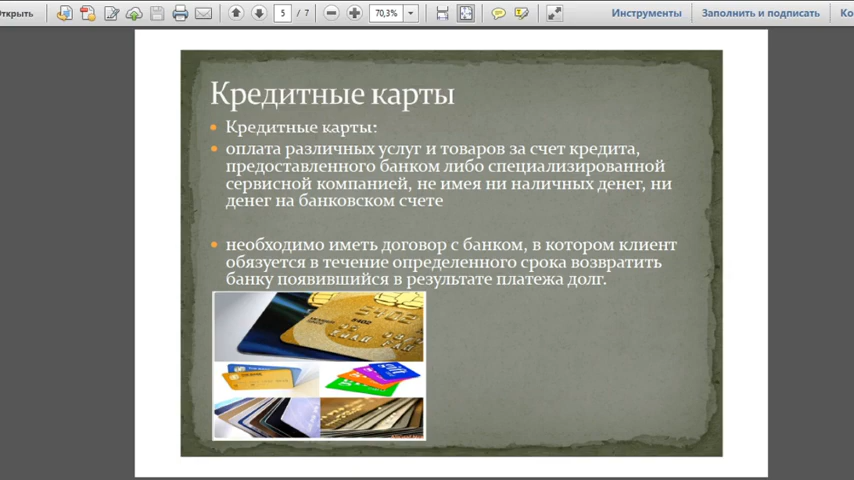 Открыть
5 / 7
70,3%
Инструменты
Заполнить и подписать
Кредитные карты
Кредитные карты:
оплата различных услуг и товаров за счет кредита,
предоставленного банком либо специализированной
сервисной компанией, не имея ни наличных денег, ни
денег на банковском счете
необходимо иметь договор с банком, в котором клиент
обязуется в течение определенного срока возвратить
банку появившийся в результате платежа долг.